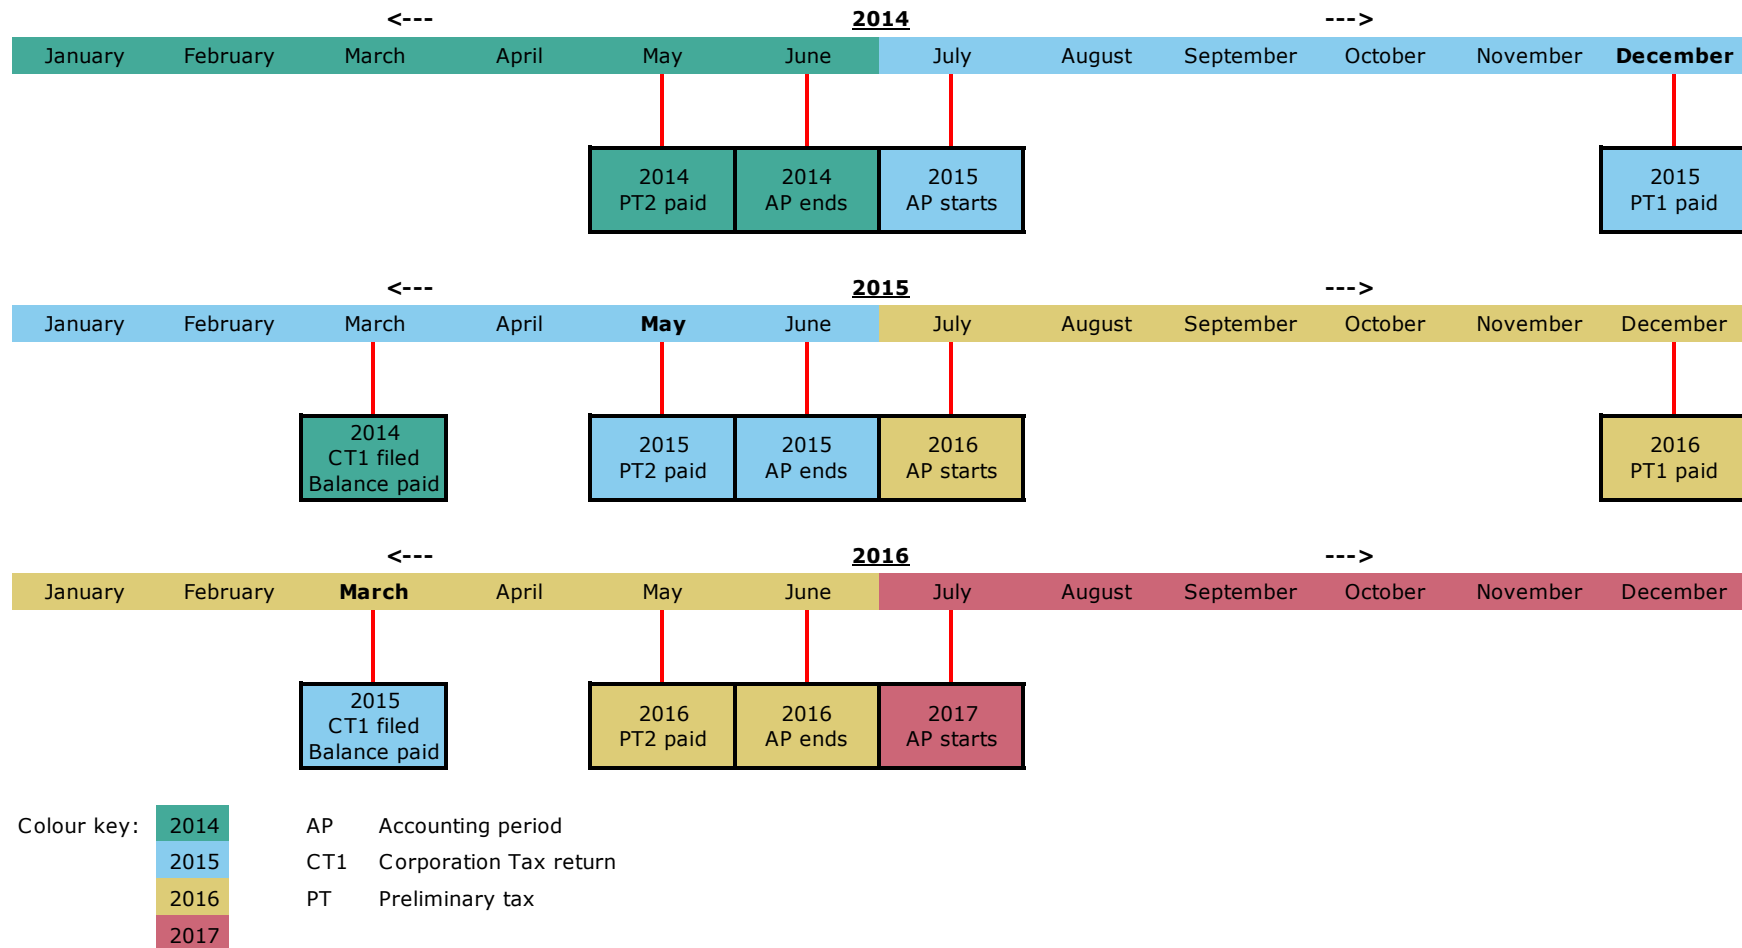 <--- 2014 --->
January February March April May June July August September October November December
2014 2014 2015 2015
PT2 paid AP ends AP starts PT1 paid
<--- 2015 --->
January February March April May June July August September October November December
2014
CT1 filed
Balance paid
2015 2015 2016 2016
PT2 paid AP ends AP starts PT1 paid
<--- 2016 --->
January February March April May June July August September October November December
2015
CT1 filed
Balance paid
2016 2016 2017
PT2 paid AP ends AP starts
Colour key: 2014 AP Accounting period
2015 CT1 Corporation Tax return
2016 PT Preliminary tax
2017